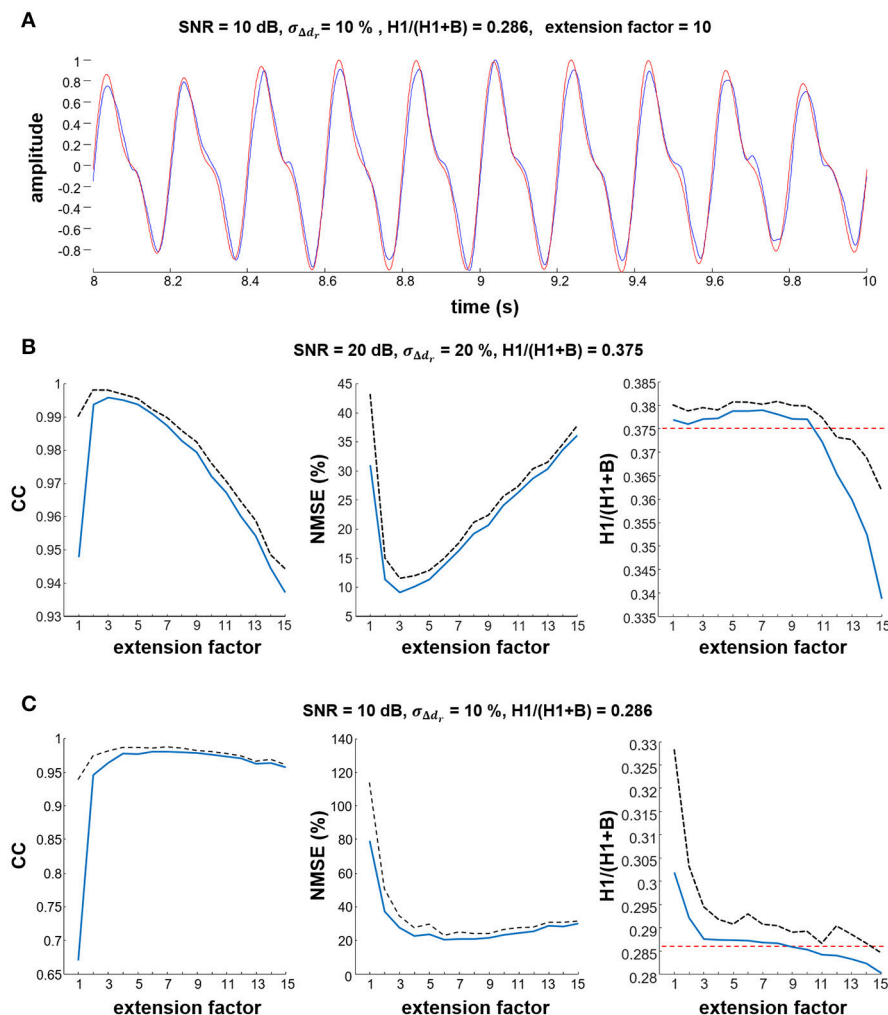 A
SNR = 10 dB, σΔdᵣ = 10 % , H1/(H1+B) = 0.286, extension factor = 10
amplitude
1
0.8
0.6
0.4
0.2
0
-0.2
-0.4
-0.6
-0.8
8 8.2 8.4 8.6 8.8 9 9.2 9.4 9.6 9.8 10
time (s)
B
SNR = 20 dB, σΔdᵣ = 20 %, H1/(H1+B) = 0.375
CC
1
0.99
0.98
0.97
0.96
0.95
0.94
0.93
1 3 5 7 9 11 13 15
extension factor
NMSE (%)
45
40
35
30
25
20
15
10
5
1 3 5 7 9 11 13 15
extension factor
H1/(H1+B)
0.385
0.38
0.375
0.37
0.365
0.36
0.355
0.35
0.345
0.34
0.335
1 3 5 7 9 11 13 15
extension factor
C
SNR = 10 dB, σΔdᵣ = 10 %, H1/(H1+B) = 0.286
CC
1
0.95
0.9
0.85
0.8
0.75
0.7
0.65
1 3 5 7 9 11 13 15
extension factor
NMSE (%)
140
120
100
80
60
40
20
0
1 3 5 7 9 11 13 15
extension factor
H1/(H1+B)
0.33
0.325
0.32
0.315
0.31
0.305
0.3
0.295
0.29
0.285
0.28
1 3 5 7 9 11 13 15
extension factor